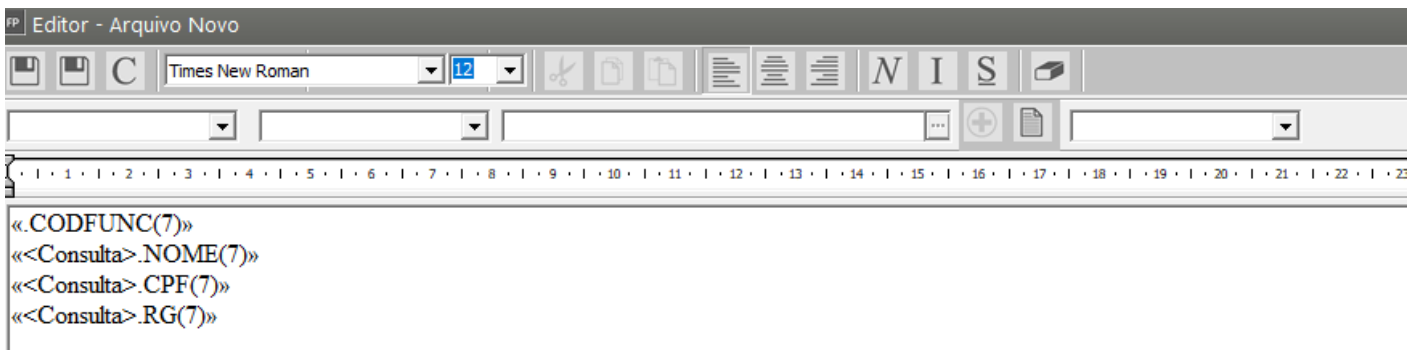 FP Editor - Arquivo Novo
C Times New Roman 12 N I S
...
1 2 3 4 5 6 7 8 9 10 11 12 13 14 15 16 17 18 19 20 21 22 23
«.CODFUNC(7)»
«<Consulta>.NOME(7)»
«<Consulta>.CPF(7)»
«<Consulta>.RG(7)»